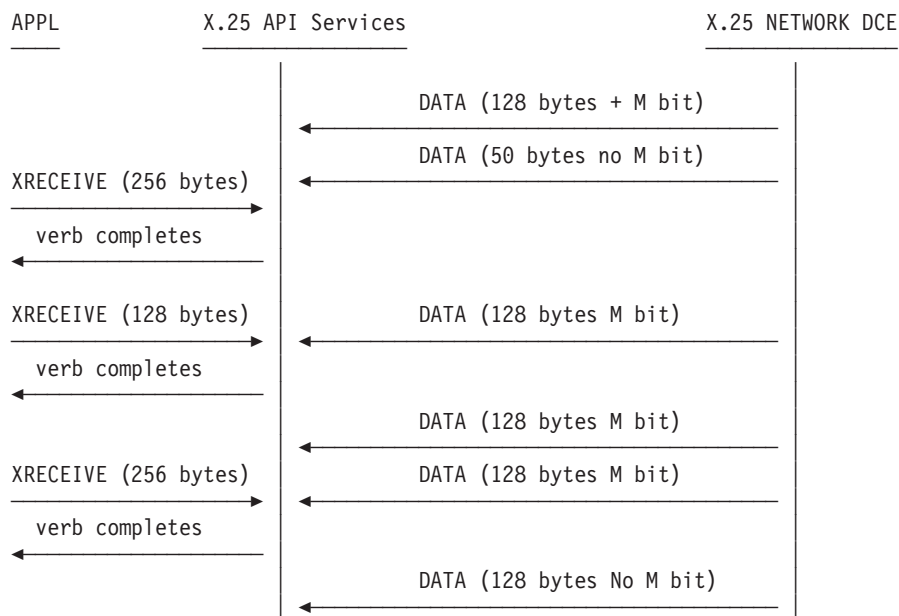 APPL X.25 API Services X.25 NETWORK DCE
DATA (128 bytes + M bit)
DATA (50 bytes no M bit)
XRECEIVE (256 bytes)
verb completes
XRECEIVE (128 bytes) DATA (128 bytes M bit)
verb completes
DATA (128 bytes M bit)
XRECEIVE (256 bytes) DATA (128 bytes M bit)
verb completes
DATA (128 bytes No M bit)